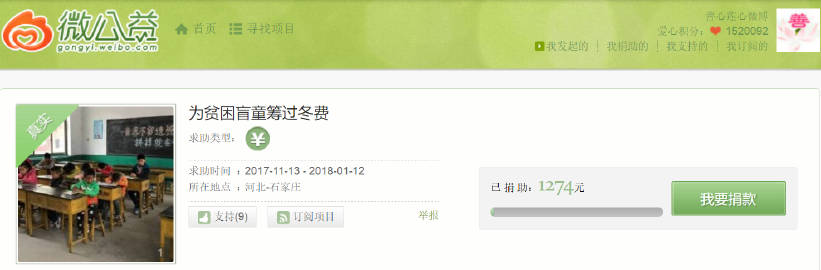 微公益
gongyi.weibo.com
首页
寻找项目
善心莲心微博
爱心积分：1520092
我发起的
我捐助的
我支持的
我订阅的
善
真实
为贫困盲童筹过冬费
求助类型：
求助时间：2017-11-13 - 2018-01-12
所在地点：河北-石家庄
支持(9)
订阅项目
举报
已捐助：1274元
我要捐款
1